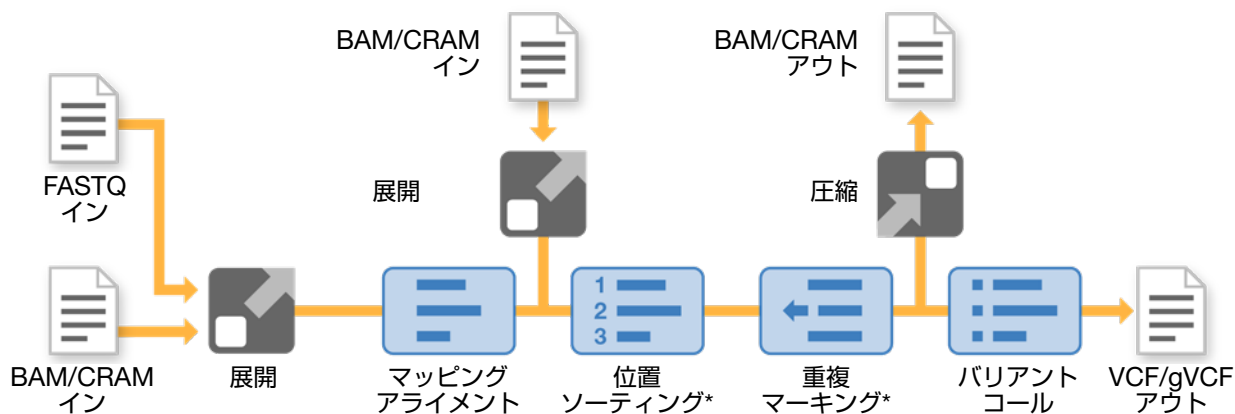 BAM/CRAM
イン
BAM/CRAM
アウト
FASTQ
イン
展開
圧縮
1
2
3
BAM/CRAM
イン
展開
マッピング
アライメント
位置
ソーティング*
重複
マーキング*
バリアント
コール
VCF/gVCF
アウト